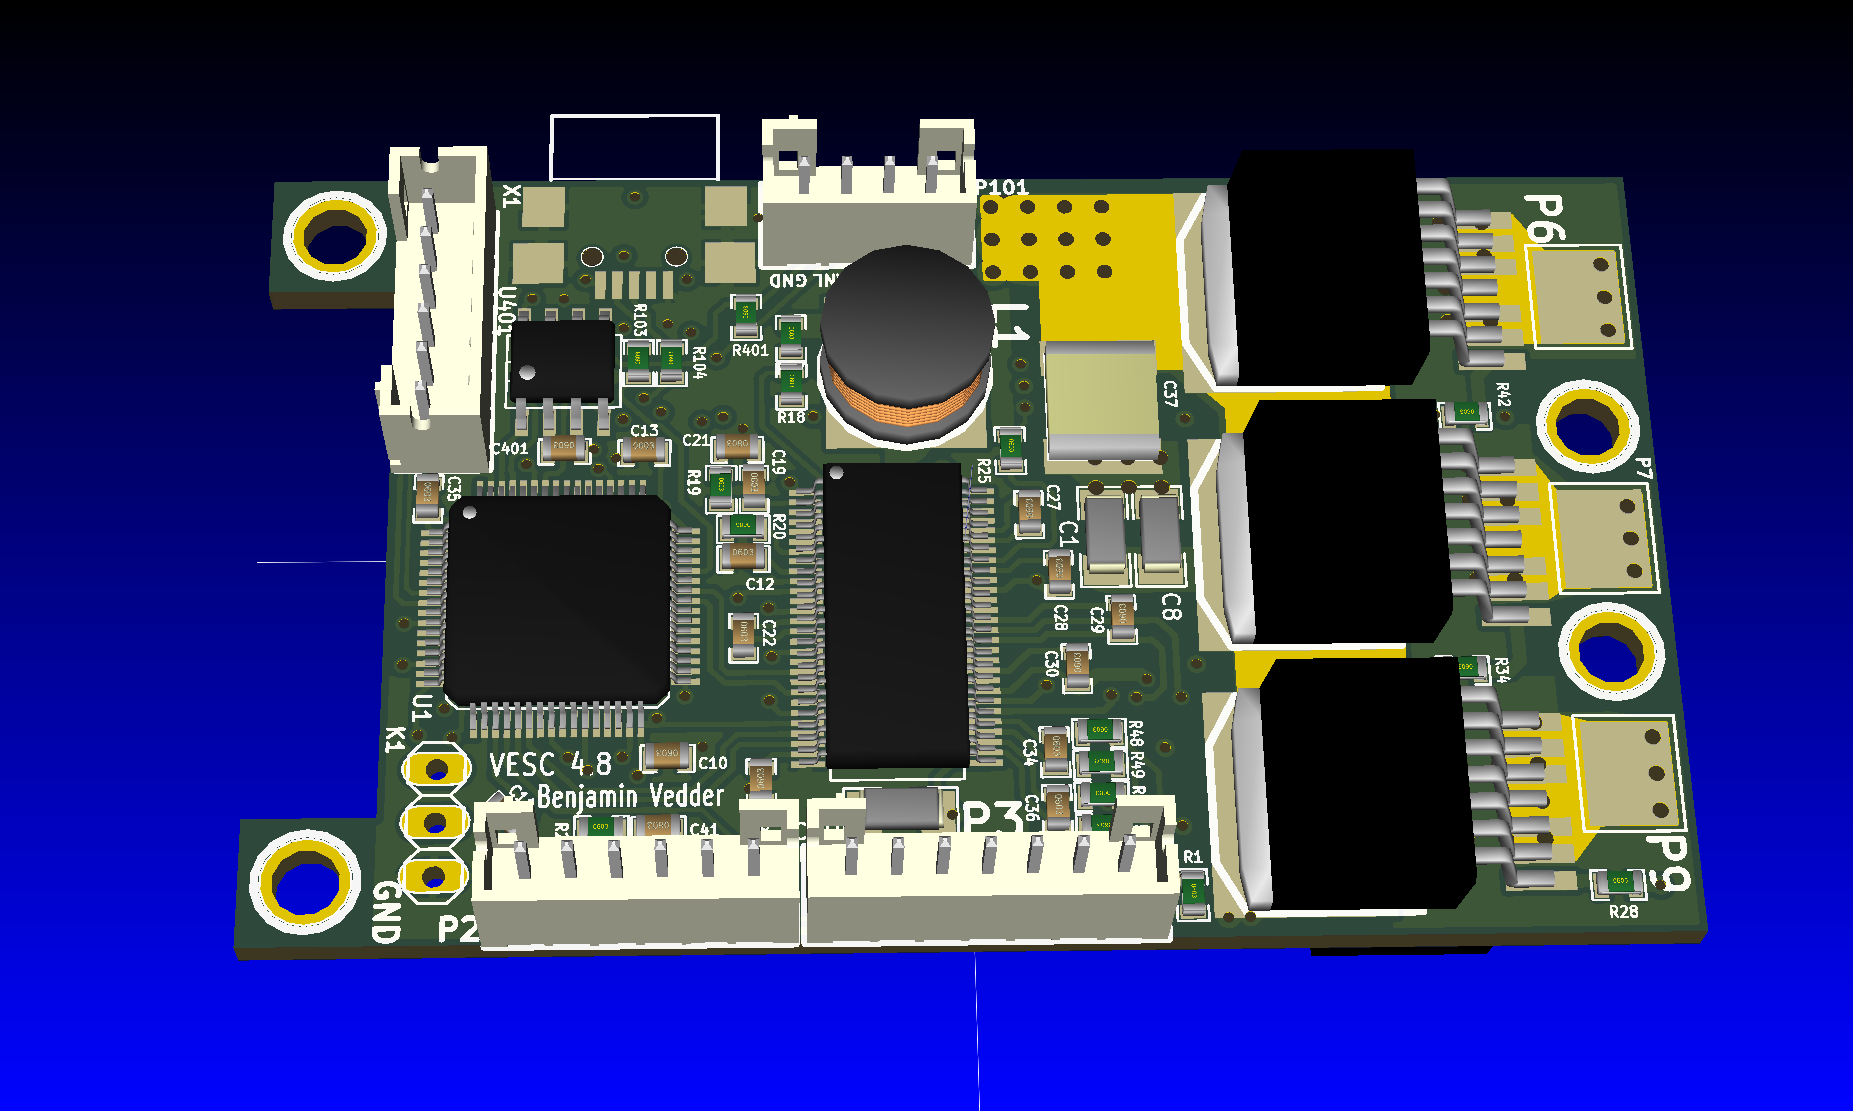 X1
P101
P6
NL GND
U401
R103
R401
R104
L1
C37
R42
R18
C401
C13
C21
C19
R25
P7
C35
R19
C27
R20
C1
C12
C28
C29
C8
C22
C30
R34
U1
K1
VESC 4.8
C10
C34
R48
R49
Benjamin Vedder
C36
R
P3
R
C41
C
R1
P9
GND
P2
R28